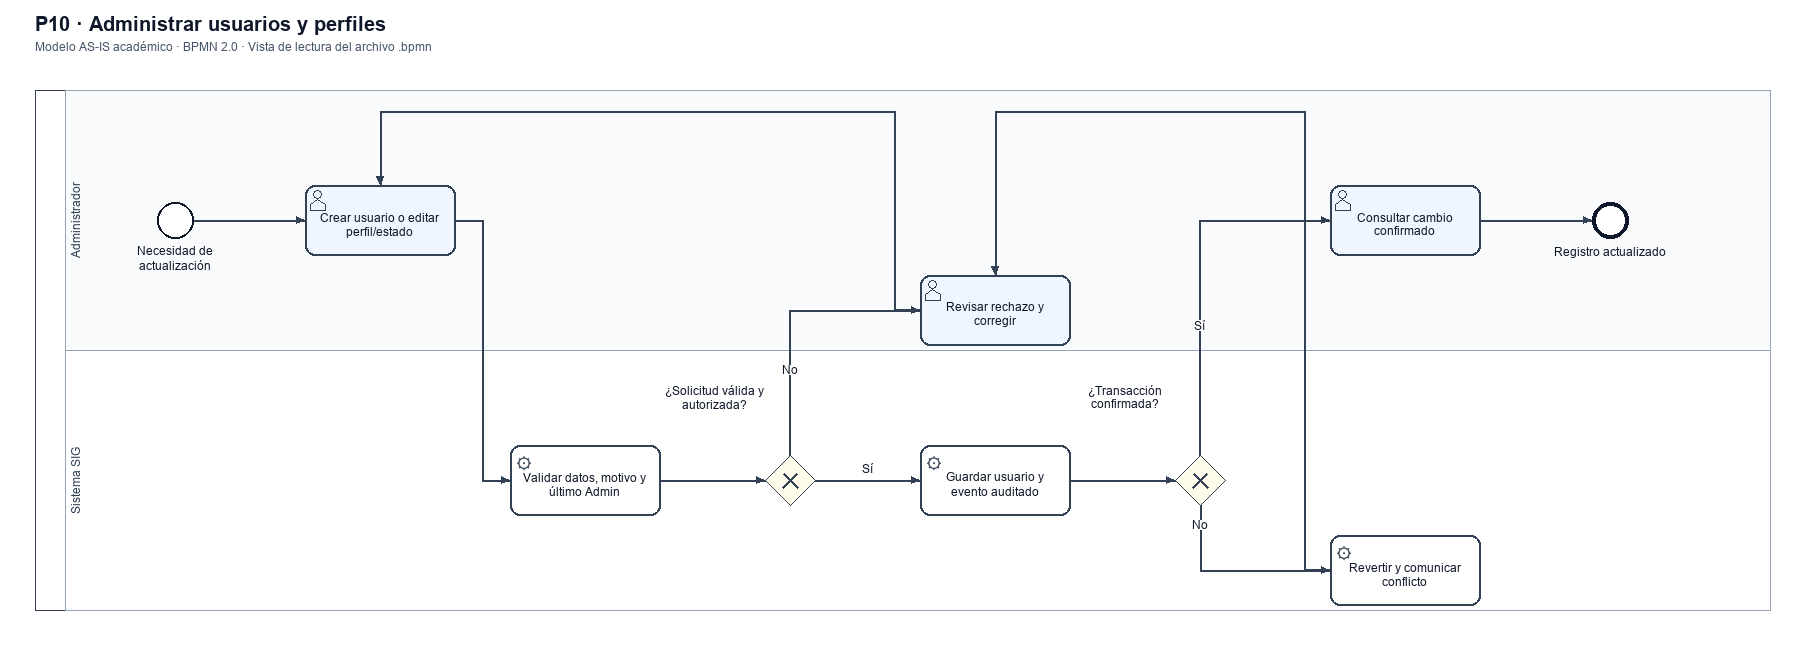 P10 · Administrar usuarios y perfiles
Modelo AS-IS académico · BPMN 2.0 · Vista de lectura del archivo .bpmn
Administrador
Necesidad de
actualización
Crear usuario o editar
perfil/estado
Revisar rechazo y
corregir
Consultar cambio
confirmado
Registro actualizado
Sí
No
Sistema SIG
¿Solicitud válida y
autorizada?
¿Transacción
confirmada?
Validar datos, motivo y
último Admin
Sí
Guardar usuario y
evento auditado
No
Revertir y comunicar
conflicto